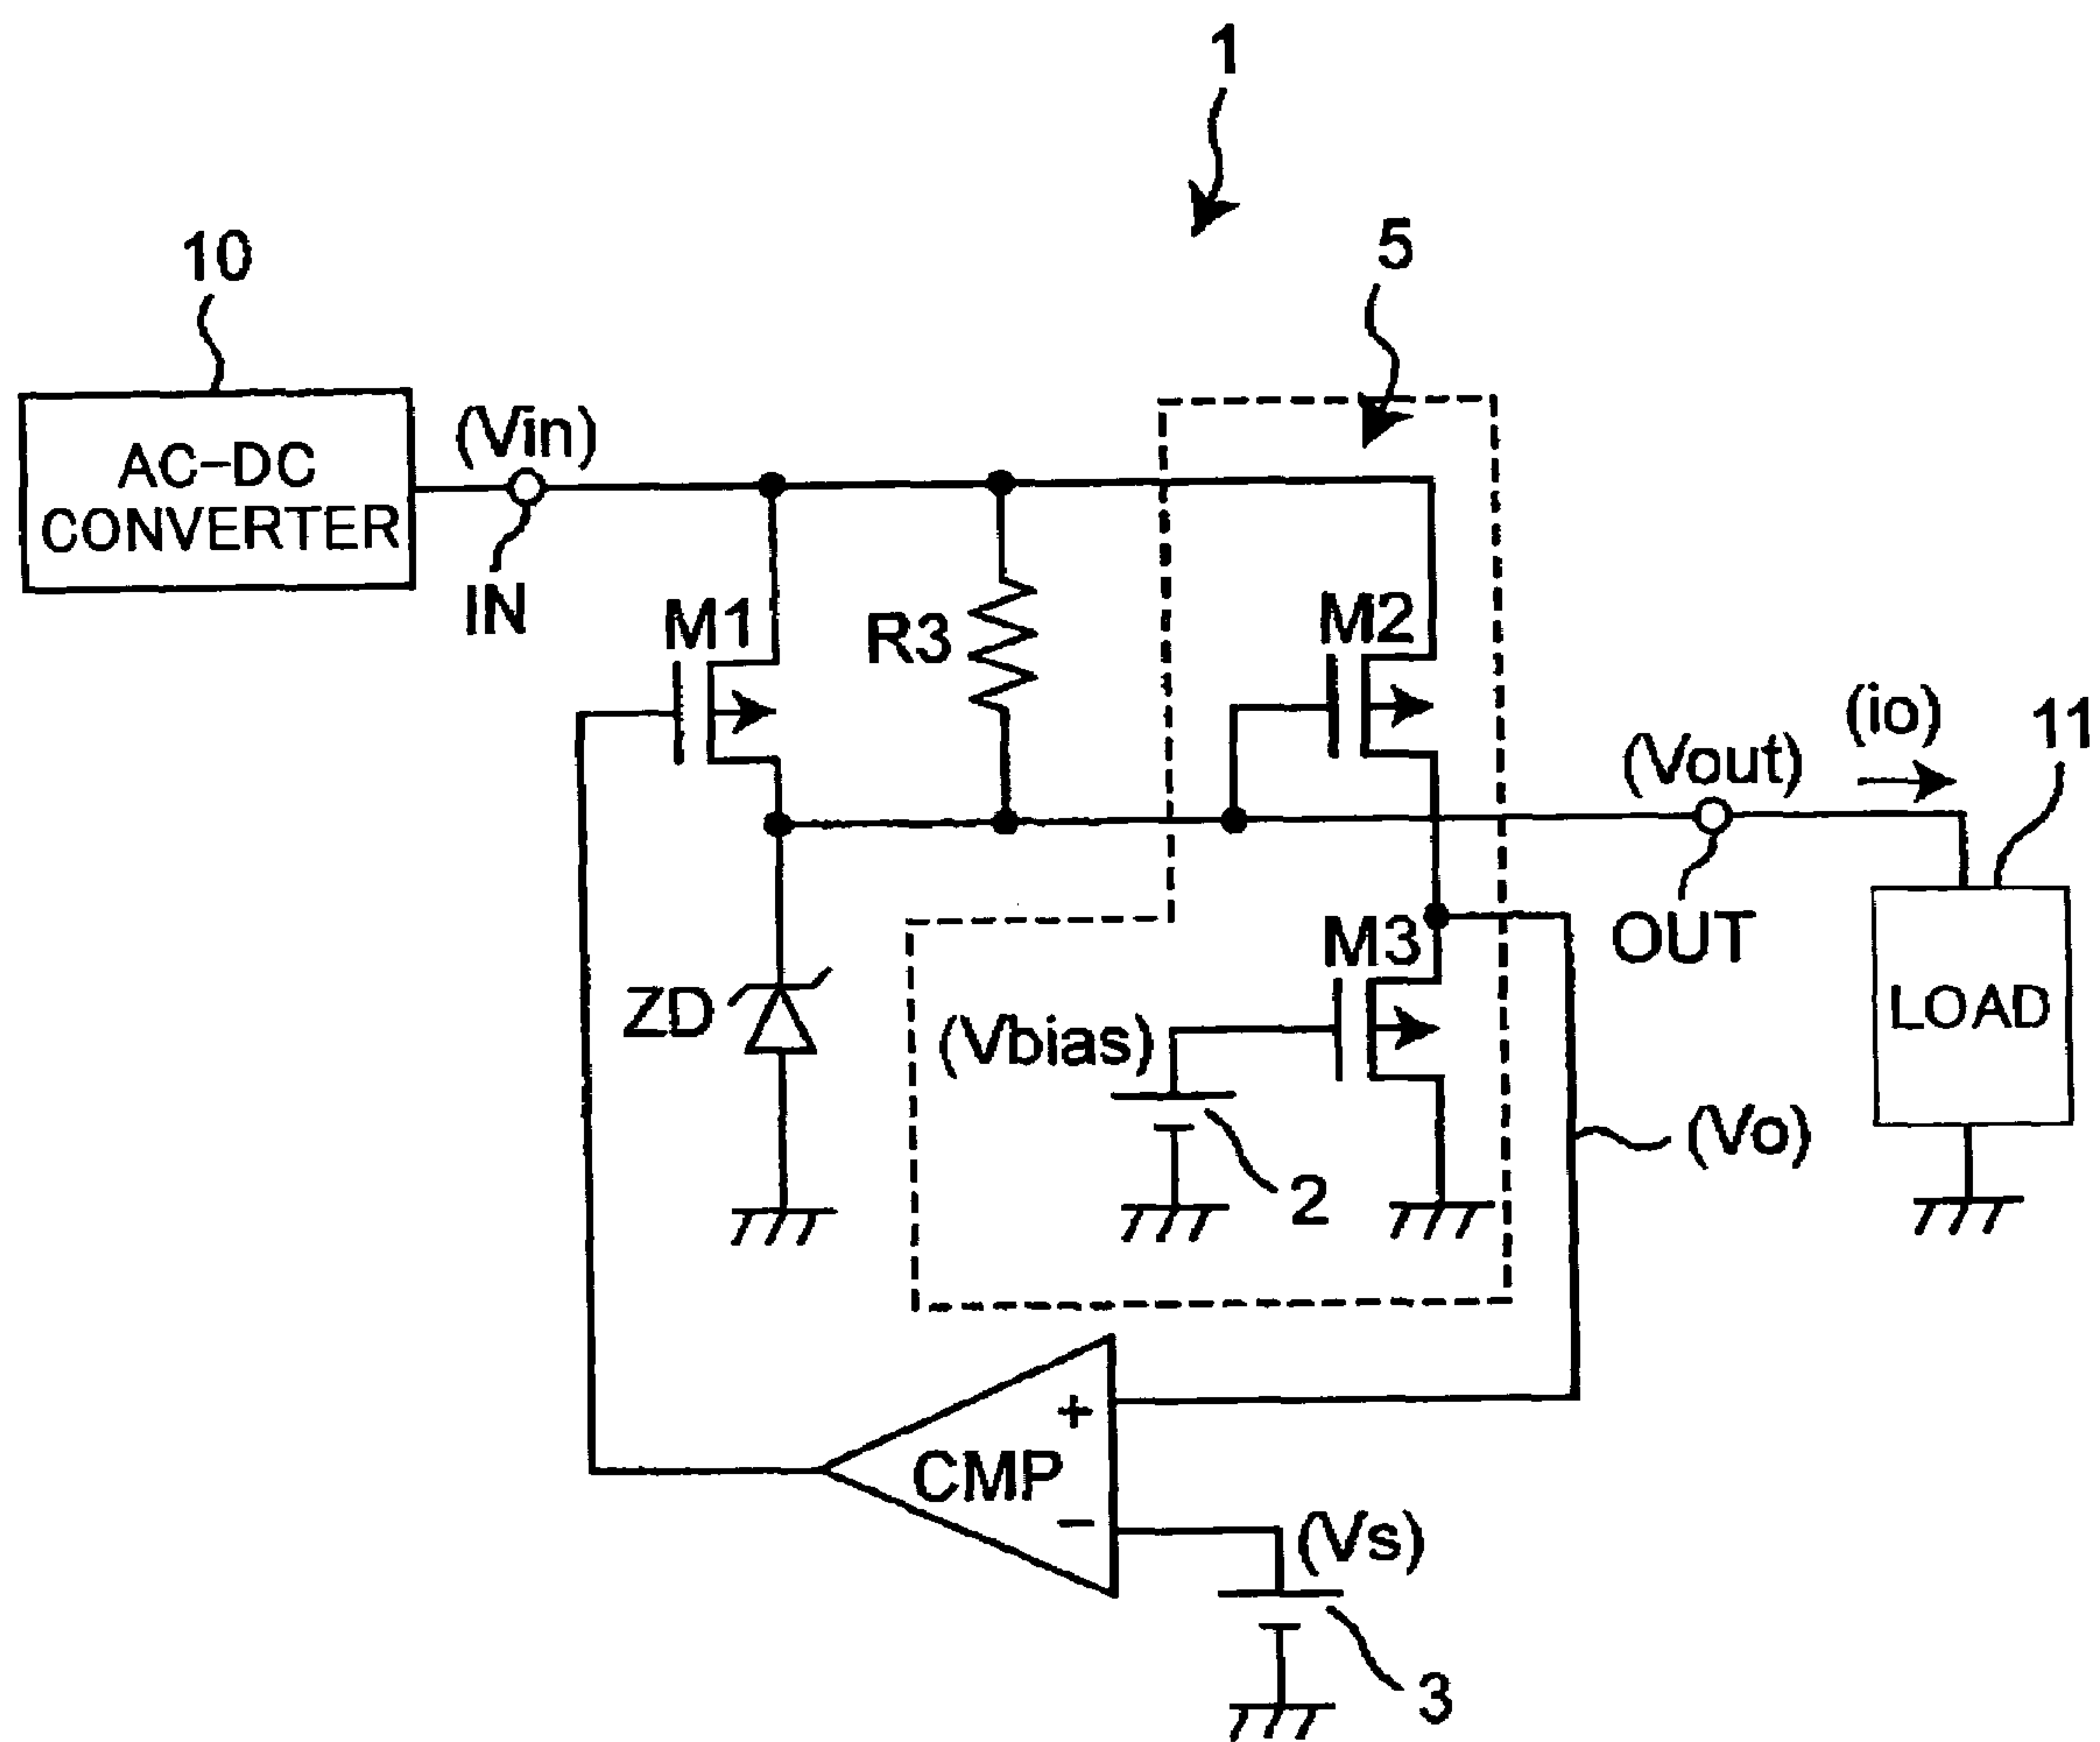 1
5
10
AC-DC
CONVERTER
(Vin)
IN
M1
R3
M2
(io)
11
(Vout)
OUT
M3
LOAD
ZD
(Vbias)
2
(Vo)
+
CMP
−
(Vs)
3